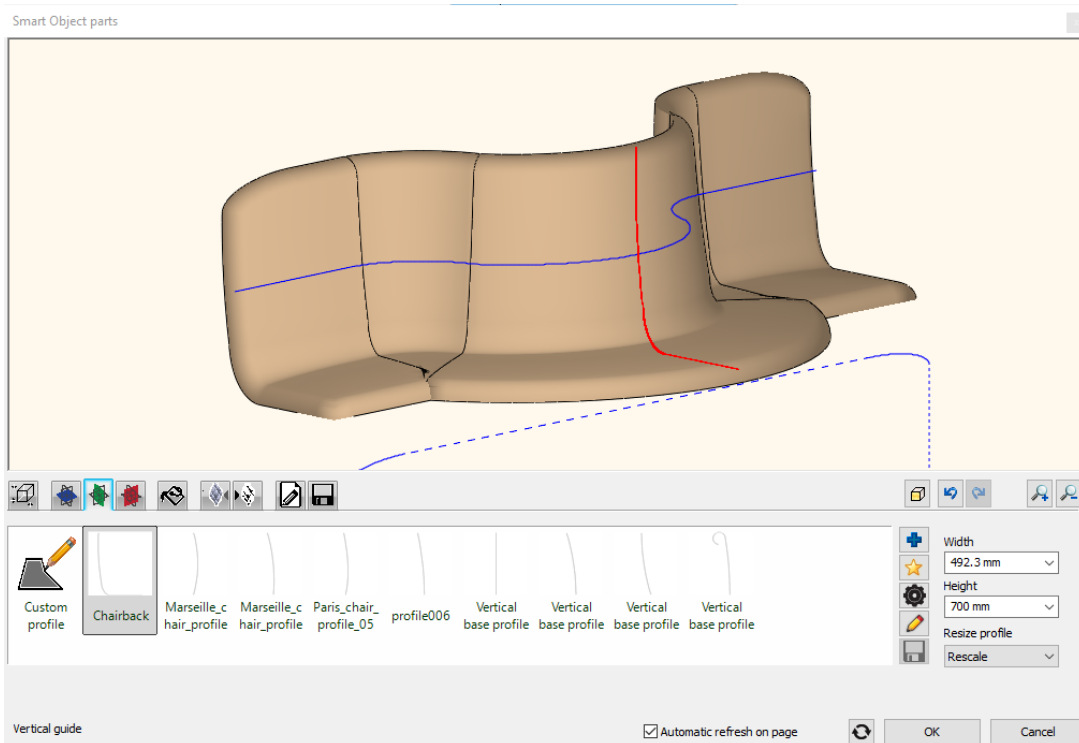 Smart Object parts
Custom
profile
Chairback
Marseille_c
hair_profile
Marseille_c
hair_profile
Paris_chair_
profile_05
profile006
Vertical
base profile
Vertical
base profile
Vertical
base profile
Vertical
base profile
Width
492.3 mm
Height
700 mm
Resize profile
Rescale
Vertical guide
Automatic refresh on page
OK
Cancel